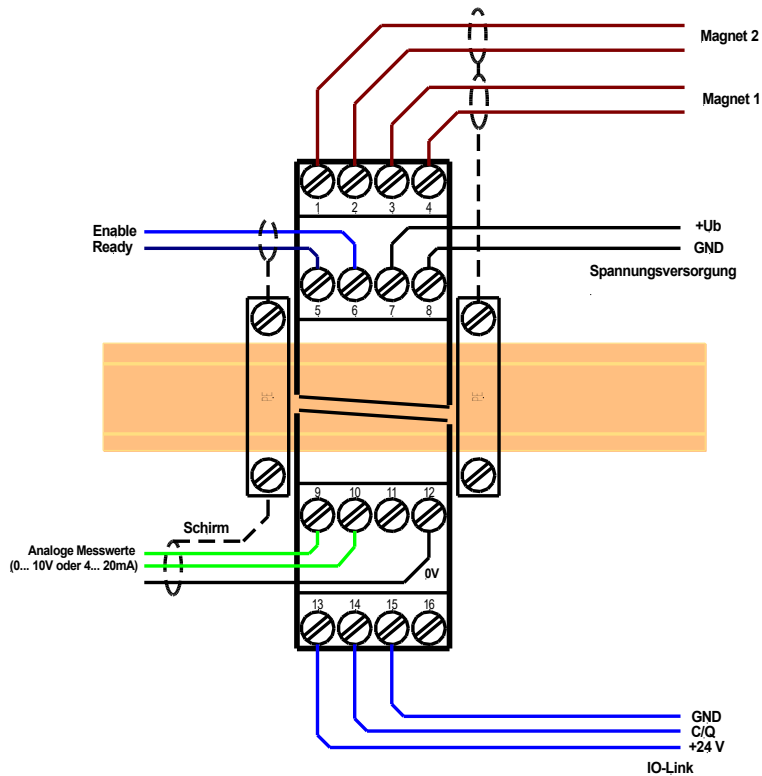 Magnet 2
Magnet 1
1 2 3 4
Enable
Ready
+Ub
GND
Spannungsversorgung
5 6 7 8
PE PE
9 10 11 12
Schirm
Analoge Messwerte
(0... 10V oder 4... 20mA)
0V
13 14 15 16
GND
C/Q
+24 V
IO-Link